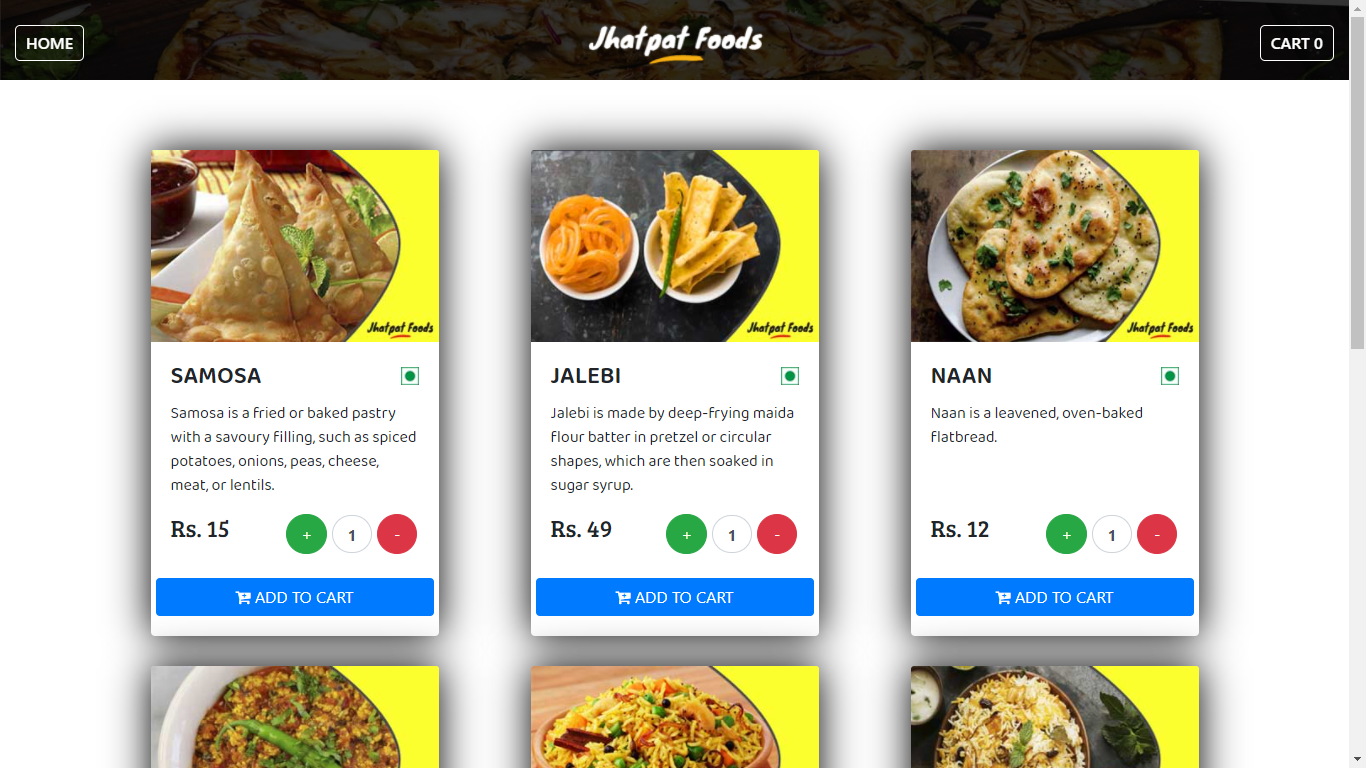 HOME
Jhatpat Foods
CART 0
Jhatpat Foods
Jhatpat Foods
Jhatpat Foods
SAMOSA
Samosa is a fried or baked pastry
with a savoury filling, such as spiced
potatoes, onions, peas, cheese,
meat, or lentils.
Rs. 15
+ 1 -
ADD TO CART
JALEBI
Jalebi is made by deep-frying maida
flour batter in pretzel or circular
shapes, which are then soaked in
sugar syrup.
Rs. 49
+ 1 -
ADD TO CART
NAAN
Naan is a leavened, oven-baked
flatbread.
Rs. 12
+ 1 -
ADD TO CART